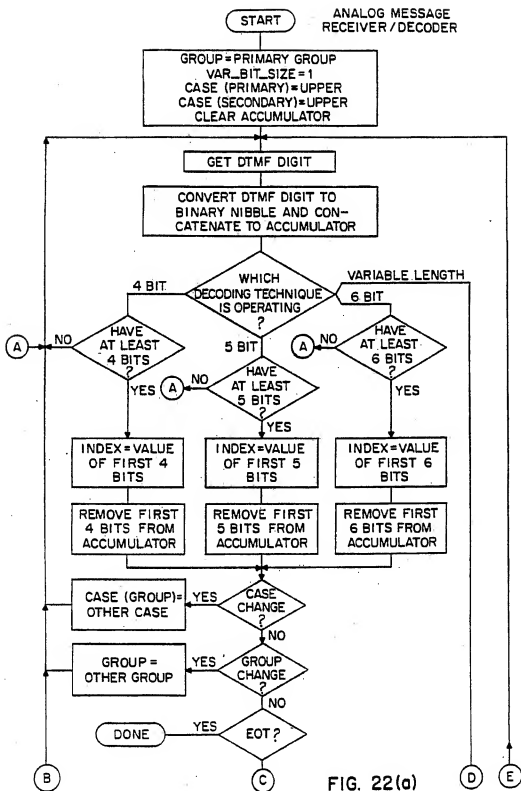 START
ANALOG MESSAGE
RECEIVER/DECODER
GROUP=PRIMARY GROUP
VAR_BIT_SIZE=1
CASE (PRIMARY)=UPPER
CASE (SECONDARY)=UPPER
CLEAR ACCUMULATOR
GET DTMF DIGIT
CONVERT DTMF DIGIT TO
BINARY NIBBLE AND CON-
CATENATE TO ACCUMULATOR
4 BIT
WHICH
DECODING TECHNIQUE
IS OPERATING
?
VARIABLE LENGTH
6 BIT
5 BIT
A
NO
HAVE
AT LEAST
4 BITS
?
YES
A
NO
HAVE
AT LEAST
5 BITS
?
YES
A
NO
HAVE
AT LEAST
6 BITS
?
YES
INDEX=VALUE
OF FIRST 4
BITS
INDEX=VALUE
OF FIRST 5
BITS
INDEX=VALUE
OF FIRST 6
BITS
REMOVE FIRST
4 BITS FROM
ACCUMULATOR
REMOVE FIRST
5 BITS FROM
ACCUMULATOR
REMOVE FIRST
6 BITS FROM
ACCUMULATOR
CASE (GROUP)=
OTHER CASE
YES
CASE
CHANGE
?
NO
GROUP =
OTHER GROUP
YES
GROUP
CHANGE
?
NO
DONE
YES
EOT ?
B
C
FIG. 22(a)
D
E